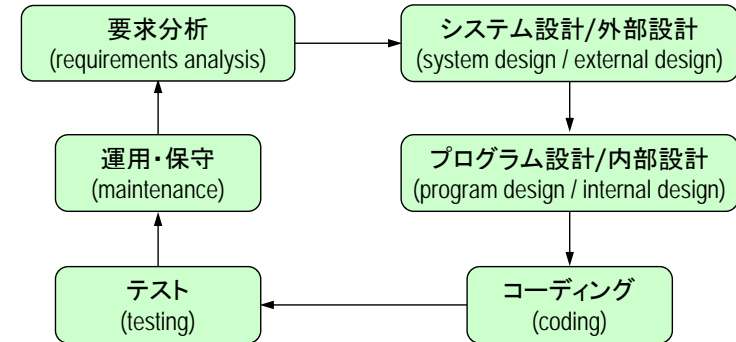 要求分析
(requirements analysis)
システム設計/外部設計
(system design / external design)
運用・保守
(maintenance)
プログラム設計/内部設計
(program design / internal design)
テスト
(testing)
コーディング
(coding)